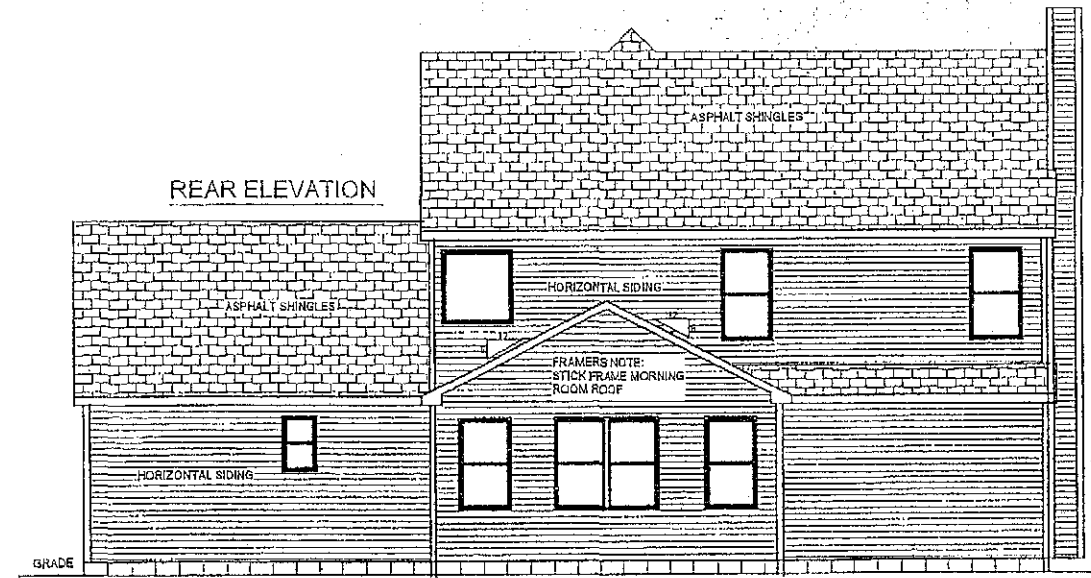 ASPHALT SHINGLES
REAR ELEVATION
HORIZONTAL SIDING
ASPHALT SHINGLES
12
12
FRAMERS NOTE:
STICK FRAME MORNING
ROOM ROOF
HORIZONTAL SIDING
GRADE